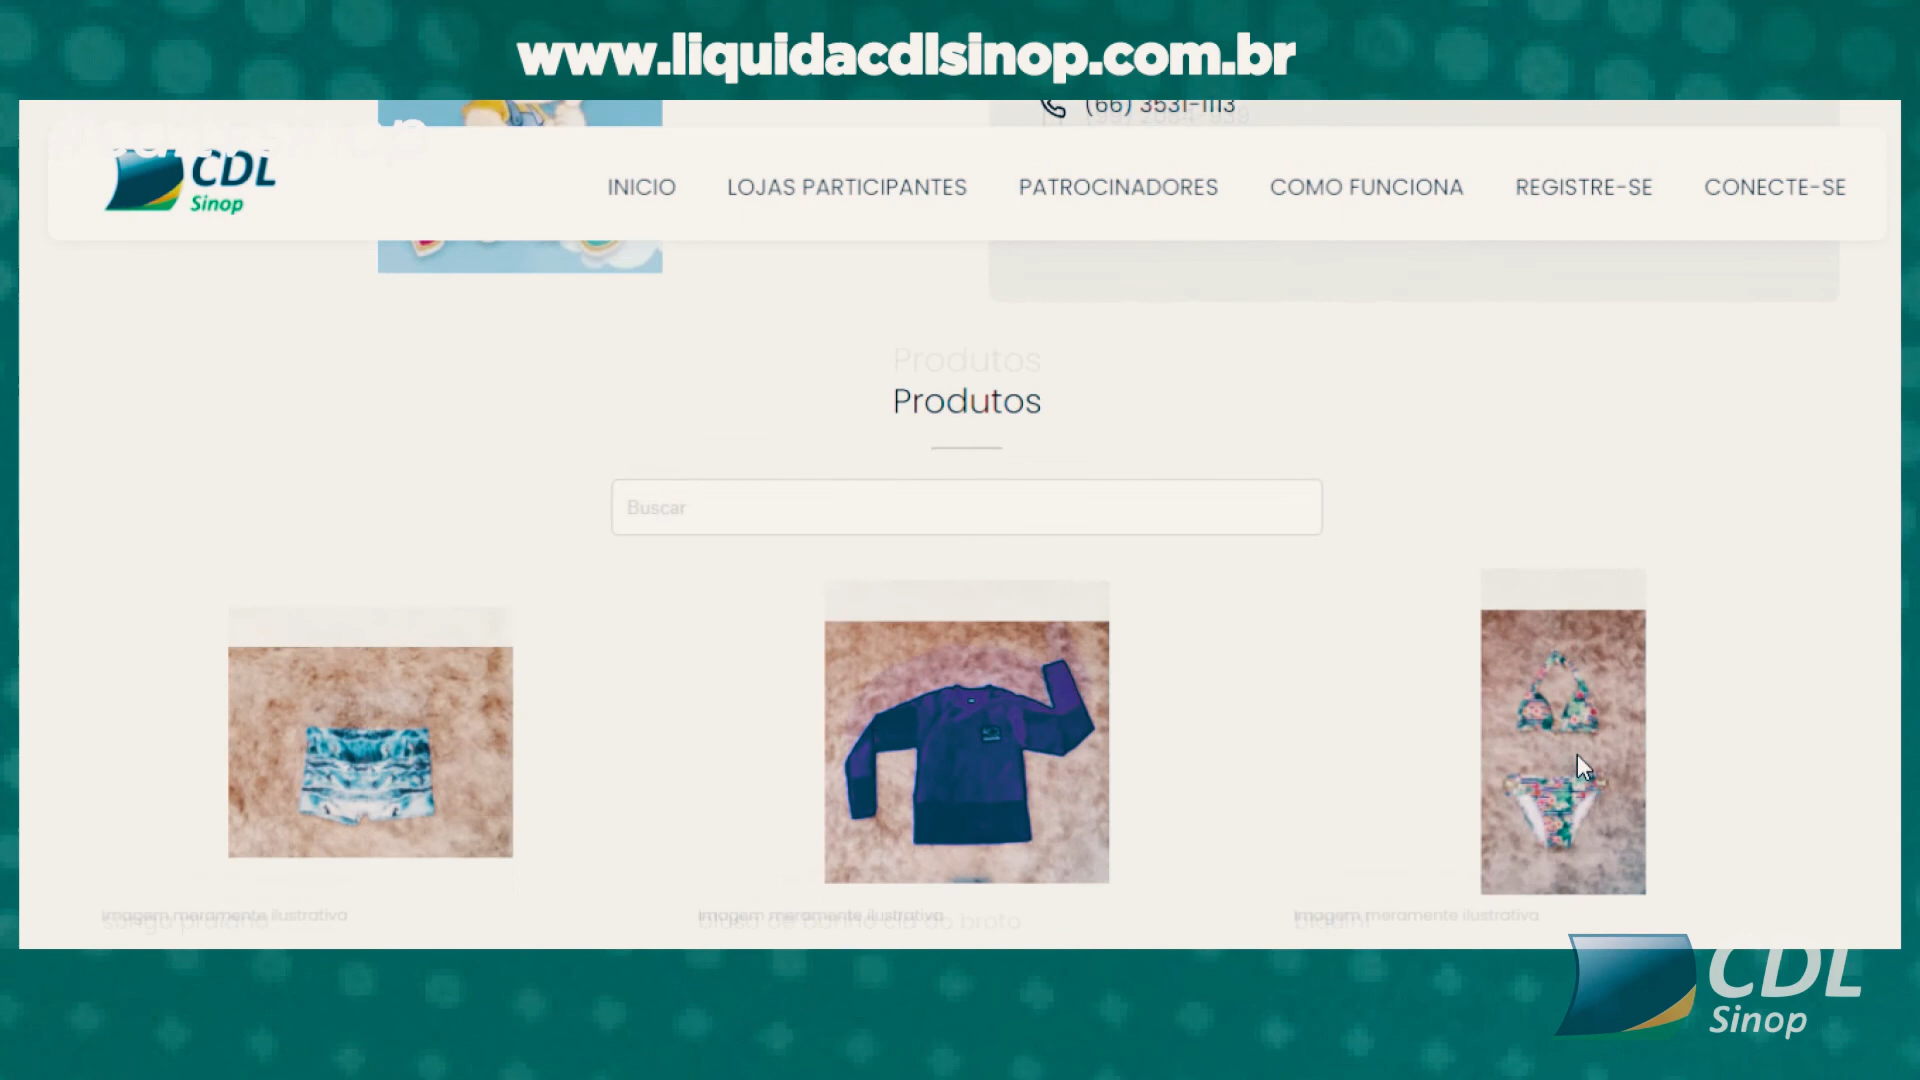 www.liquidacdlsinop.com.br
(66) 3531-1113
CDL
Sinop
INICIO
LOJAS PARTICIPANTES
PATROCINADORES
COMO FUNCIONA
REGISTRE-SE
CONECTE-SE
Produtos
Produtos
Buscar
Imagem meramente ilustrativa
Imagem meramente ilustrativa
Imagem meramente ilustrativa
CDL
Sinop